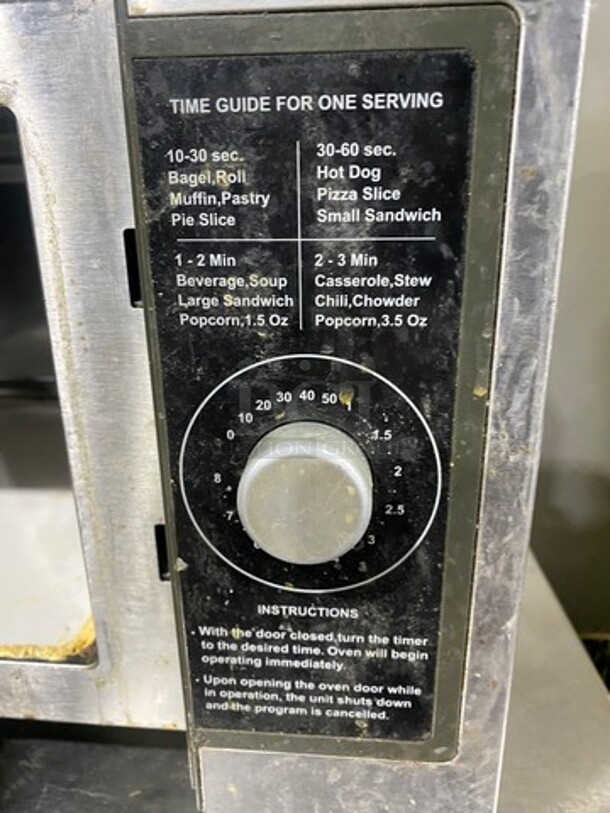 TIME GUIDE FOR ONE SERVING
10-30 sec.
Bagel,Roll
Muffin,Pastry
Pie Slice
30-60 sec.
Hot Dog
Pizza Slice
Small Sandwich
1 - 2 Min
Beverage,Soup
Large Sandwich
Popcorn,1.5 Oz
2 - 3 Min
Casserole,Stew
Chili,Chowder
Popcorn,3.5 Oz
0 10 20 30 40 50 1 1.5 2 2.5 3
7 8
INSTRUCTIONS
• With the door closed,turn the timer
to the desired time. Oven will begin
operating immediately.
• Upon opening the oven door while
in operation, the unit shuts down
and the program is cancelled.